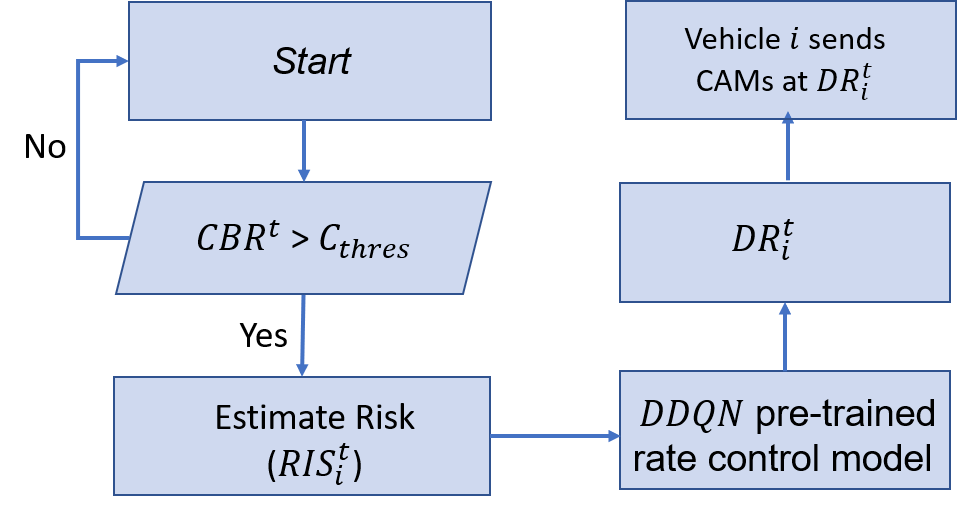 Start
No
CBR^t > C_thres
Yes
Estimate Risk
(RIS_i^t)
DDQN pre-trained
rate control model
DR_i^t
Vehicle i sends
CAMs at DR_i^t